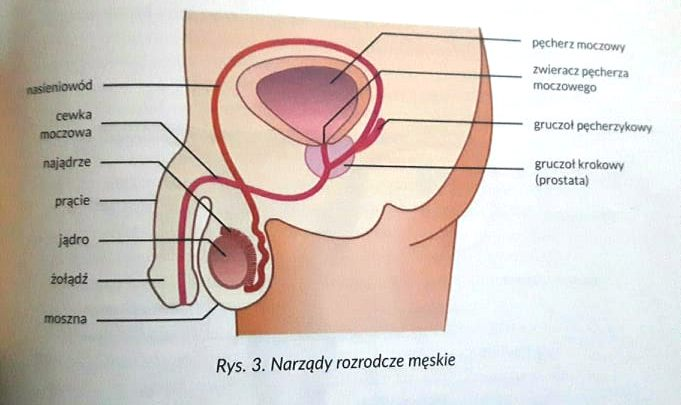 nasieniowód
cewka
moczowa
najądrze
prącie
jądro
żołądź
moszna
pęcherz moczowy
zwieracz pęcherza
moczowego
gruczoł pęcherzykowy
gruczoł krokowy
(prostata)
Rys. 3. Narządy rozrodcze męskie